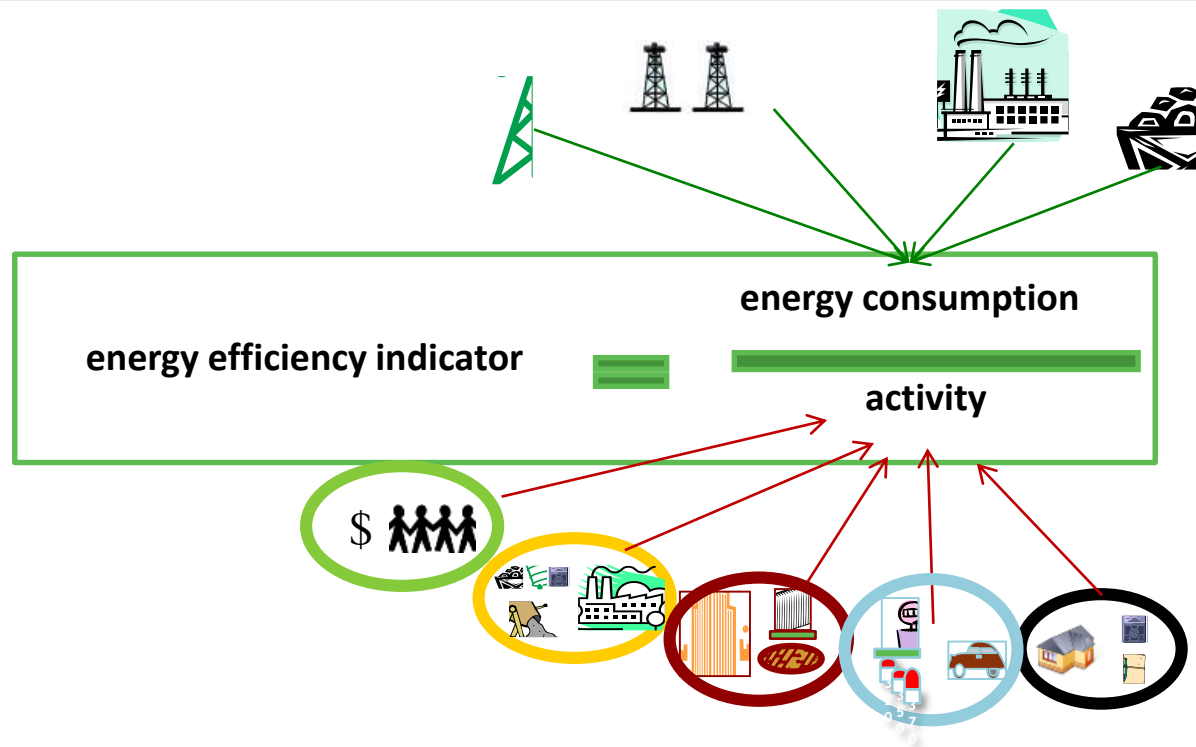 energy consumption
energy efficiency indicator
activity
$